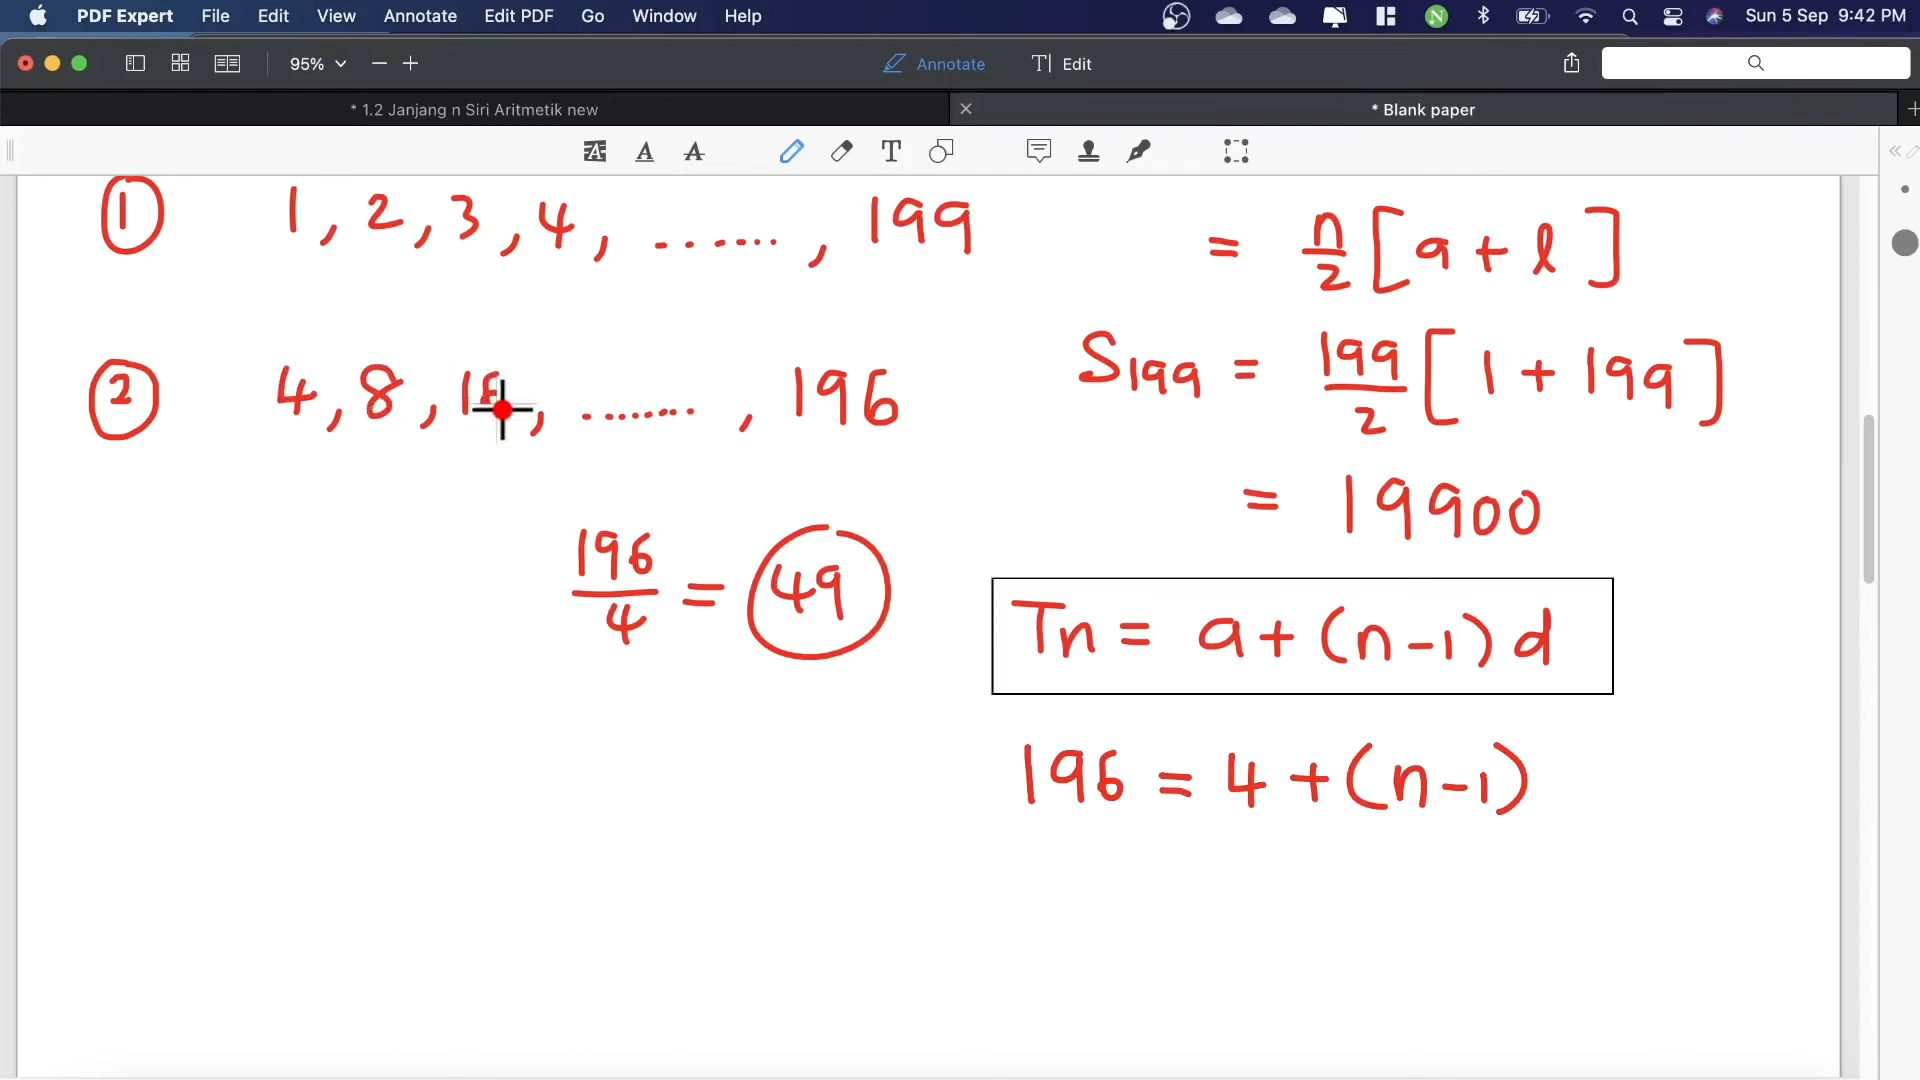 PDF Expert File Edit View Annotate Edit PDF Go Window Help Sun 5 Sep 9:42 PM
95% Annotate Edit
* 1.2 Janjang n Siri Aritmetik new * Blank paper
① 1, 2, 3, 4, ......., 199
② 4, 8, , ........, 196
196/4 = 49
= n/2 [a + l]
S199 = 199/2 [1 + 199]
= 19900
Tn = a + (n-1) d
196 = 4 + (n-1)